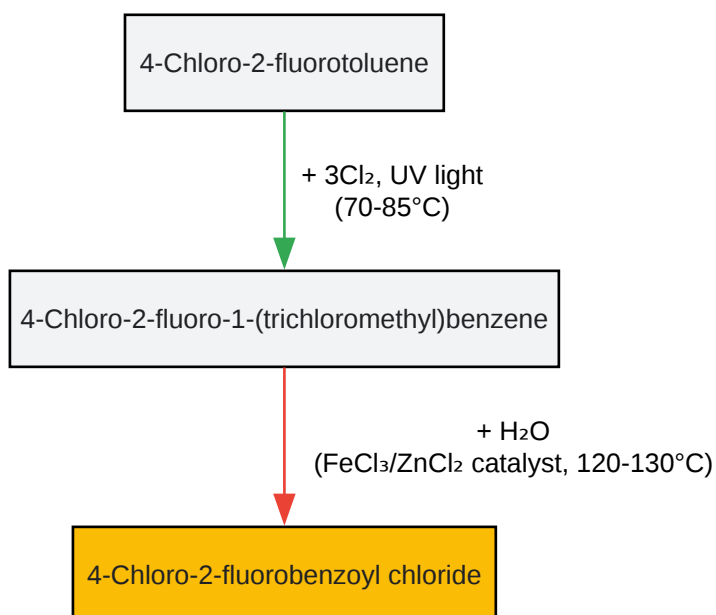 4-Chloro-2-fluorotoluene
+ 3Cl₂, UV light
(70-85°C)
4-Chloro-2-fluoro-1-(trichloromethyl)benzene
+ H₂O
(FeCl₃/ZnCl₂ catalyst, 120-130°C)
4-Chloro-2-fluorobenzoyl chloride